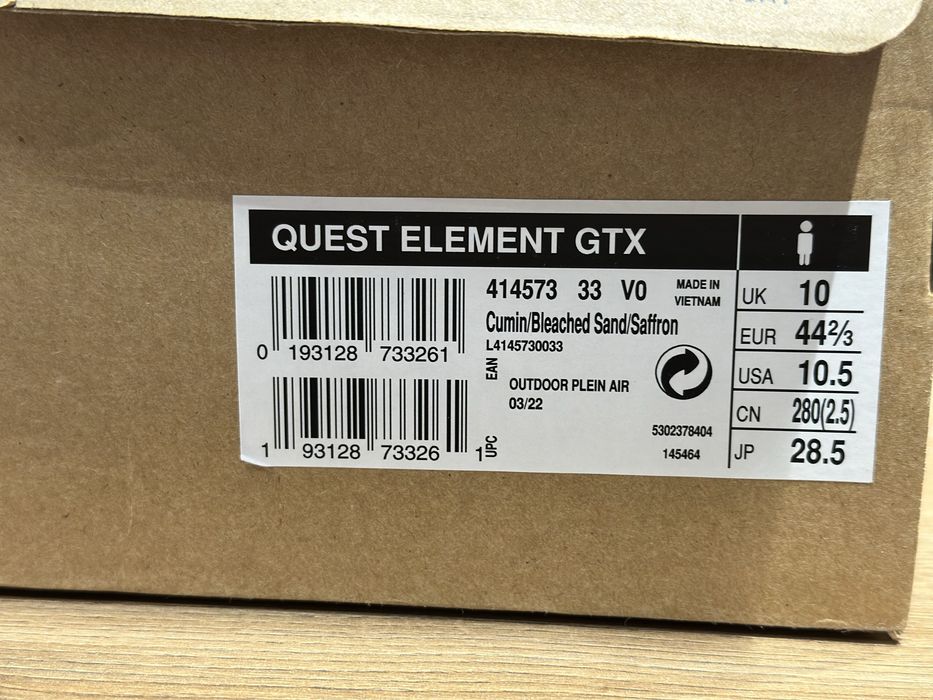 QUEST ELEMENT GTX
0 193128 733261
1 93128 73326 1
EAN
UPC
414573 33 V0
MADE IN
VIETNAM
Cumin/Bleached Sand/Saffron
L4145730033
OUTDOOR PLEIN AIR
03/22
5302378404
145464
UK 10
EUR 44⅔
USA 10.5
CN 280(2.5)
JP 28.5